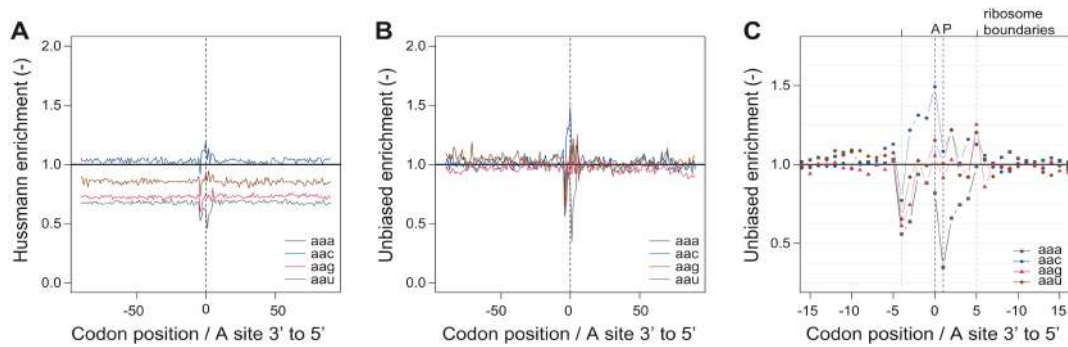 A
Hussmann enrichment (-)
2.0
1.5
1.0
0.5
0.0
-50
0
50
aaa
aac
aag
aau
Codon position / A site 3' to 5'
B
Unbiased enrichment (-)
2.0
1.5
1.0
0.5
0.0
-50
0
50
aaa
aac
aag
aau
Codon position / A site 3' to 5'
C
A P
ribosome
boundaries
Unbiased enrichment (-)
1.5
1.0
0.5
-15
-10
-5
0
5
10
15
aaa
aac
aag
aau
Codon position / A site 3' to 5'